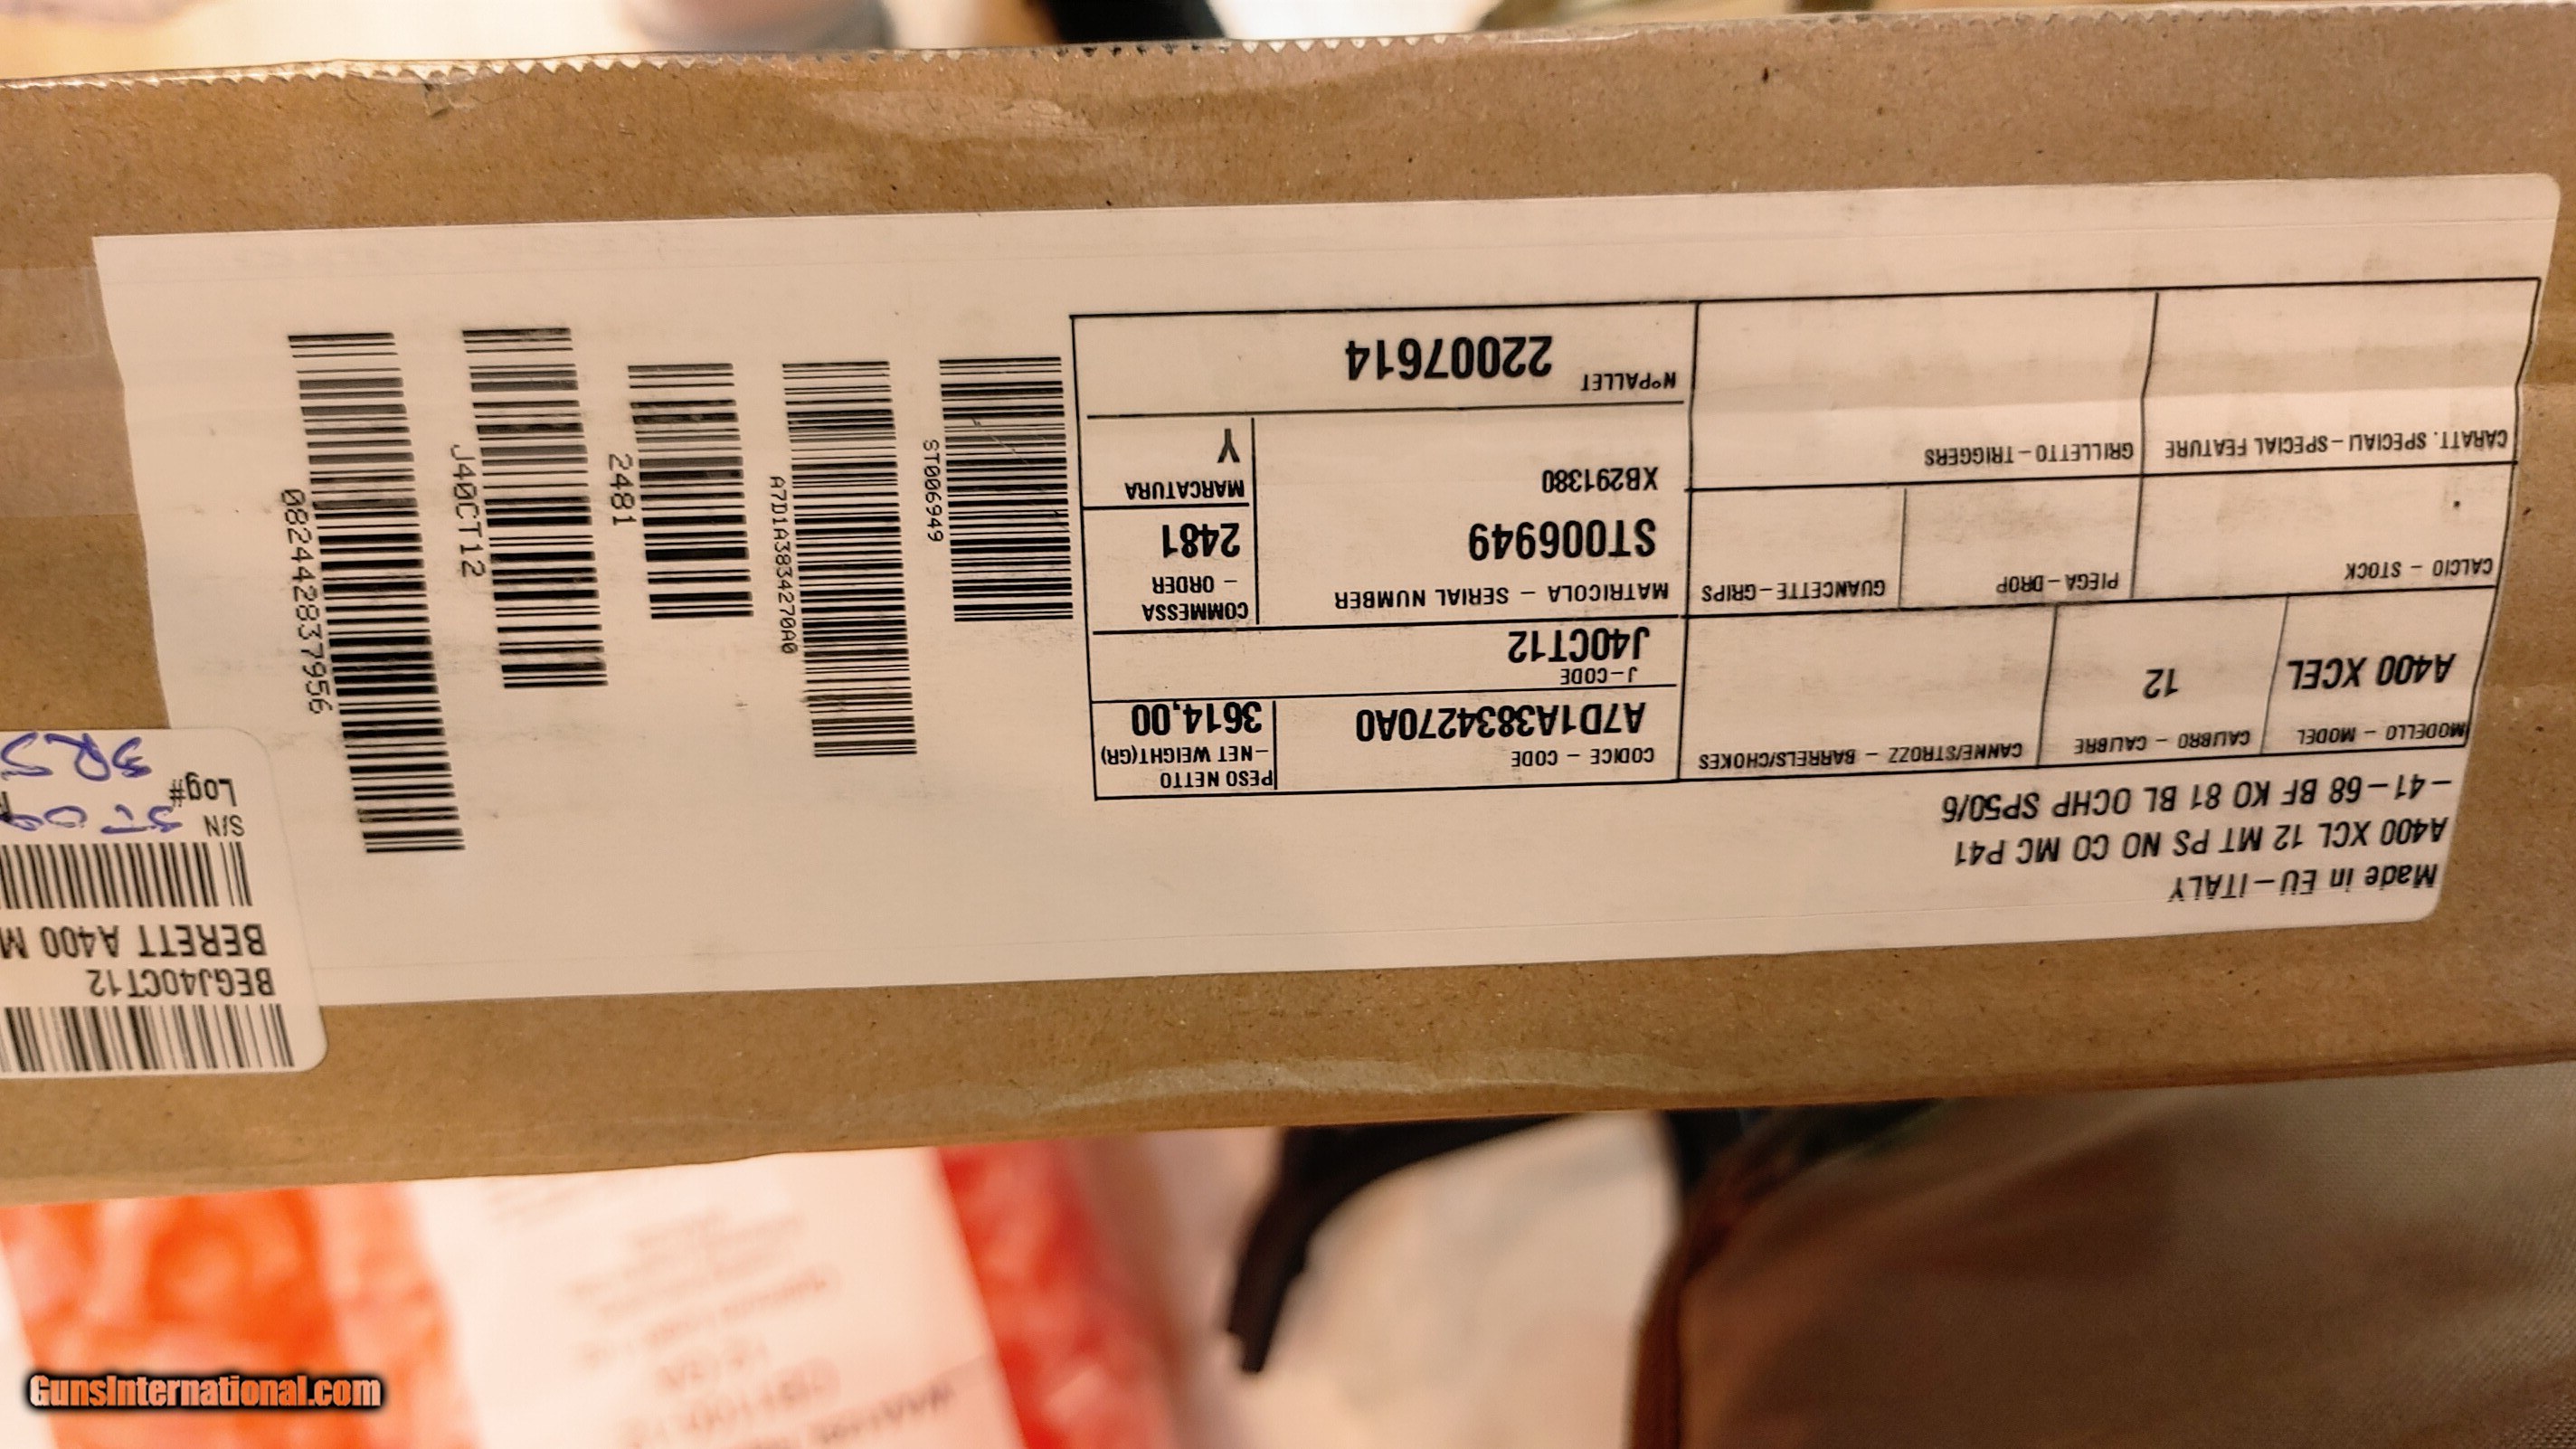 Made in EU-ITALY
A400 XCL 12 MT PS NO CO MC P41
-41-68 BF KO 81 BL OCHP SP50/6
MODELLO - MODEL
A400 XCEL
CALIBRO - CALIBRE
12
CANNE/STROZZ - BARRELS/CHOKES
CODICE - CODE
A7D1A3834270A0
PESO NETTO
-NET WEIGHT(GR)
3614,00
J-CODE
J40CT12
CALCIO - STOCK
PIEGA-DROP
GUANCETTE-GRIPS
MATRICOLA - SERIAL NUMBER
ST006949
XB291380
COMMESSA
- ORDER
2481
MARCATURA
Y
CARATT. SPECIALI-SPECIAL FEATURE
GRILLETTO-TRIGGERS
N°PALLET
22007614
ST006949
A7D1A3834270A0
2481
J40CT12
082442837956
BEGJ40CT12
BERETT A400 M
S/N
Log#
GunsInternational.com